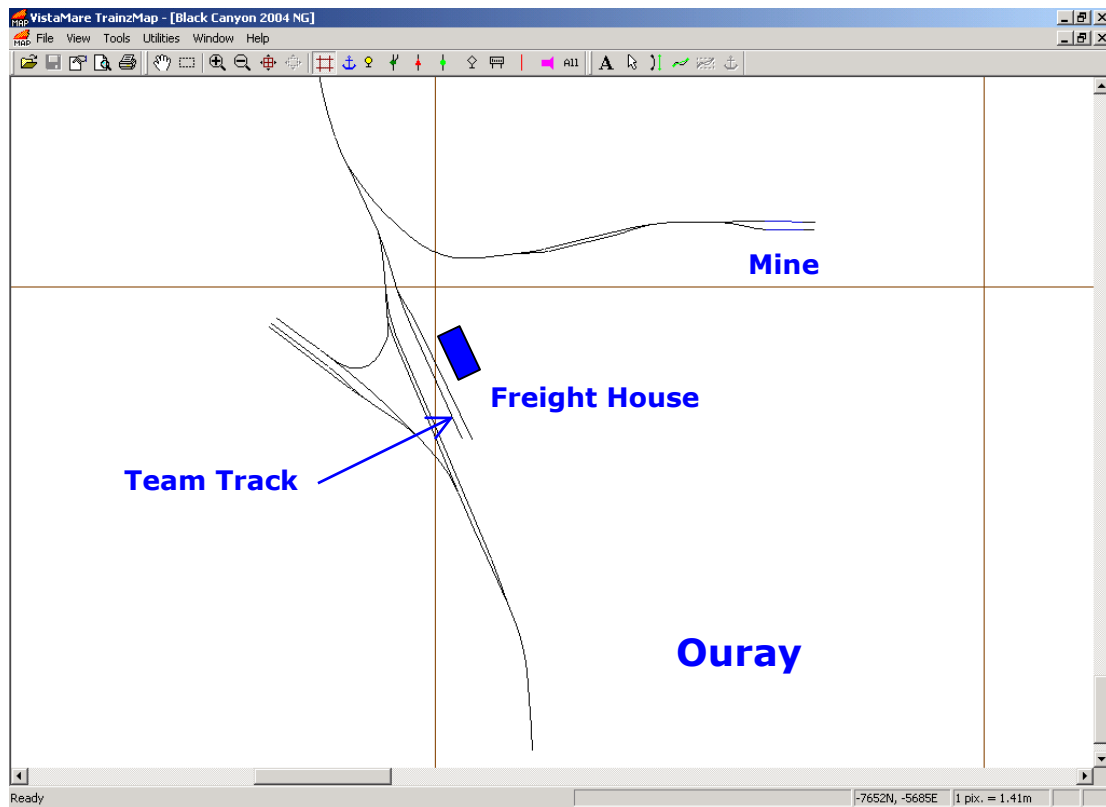 VistaMare TrainzMap - [Black Canyon 2004 NG]
MAP
File View Tools Utilities Window Help
All A
Mine
Freight House
Team Track
Ouray
Ready -7652N, -5685E 1 pix. = 1.41m